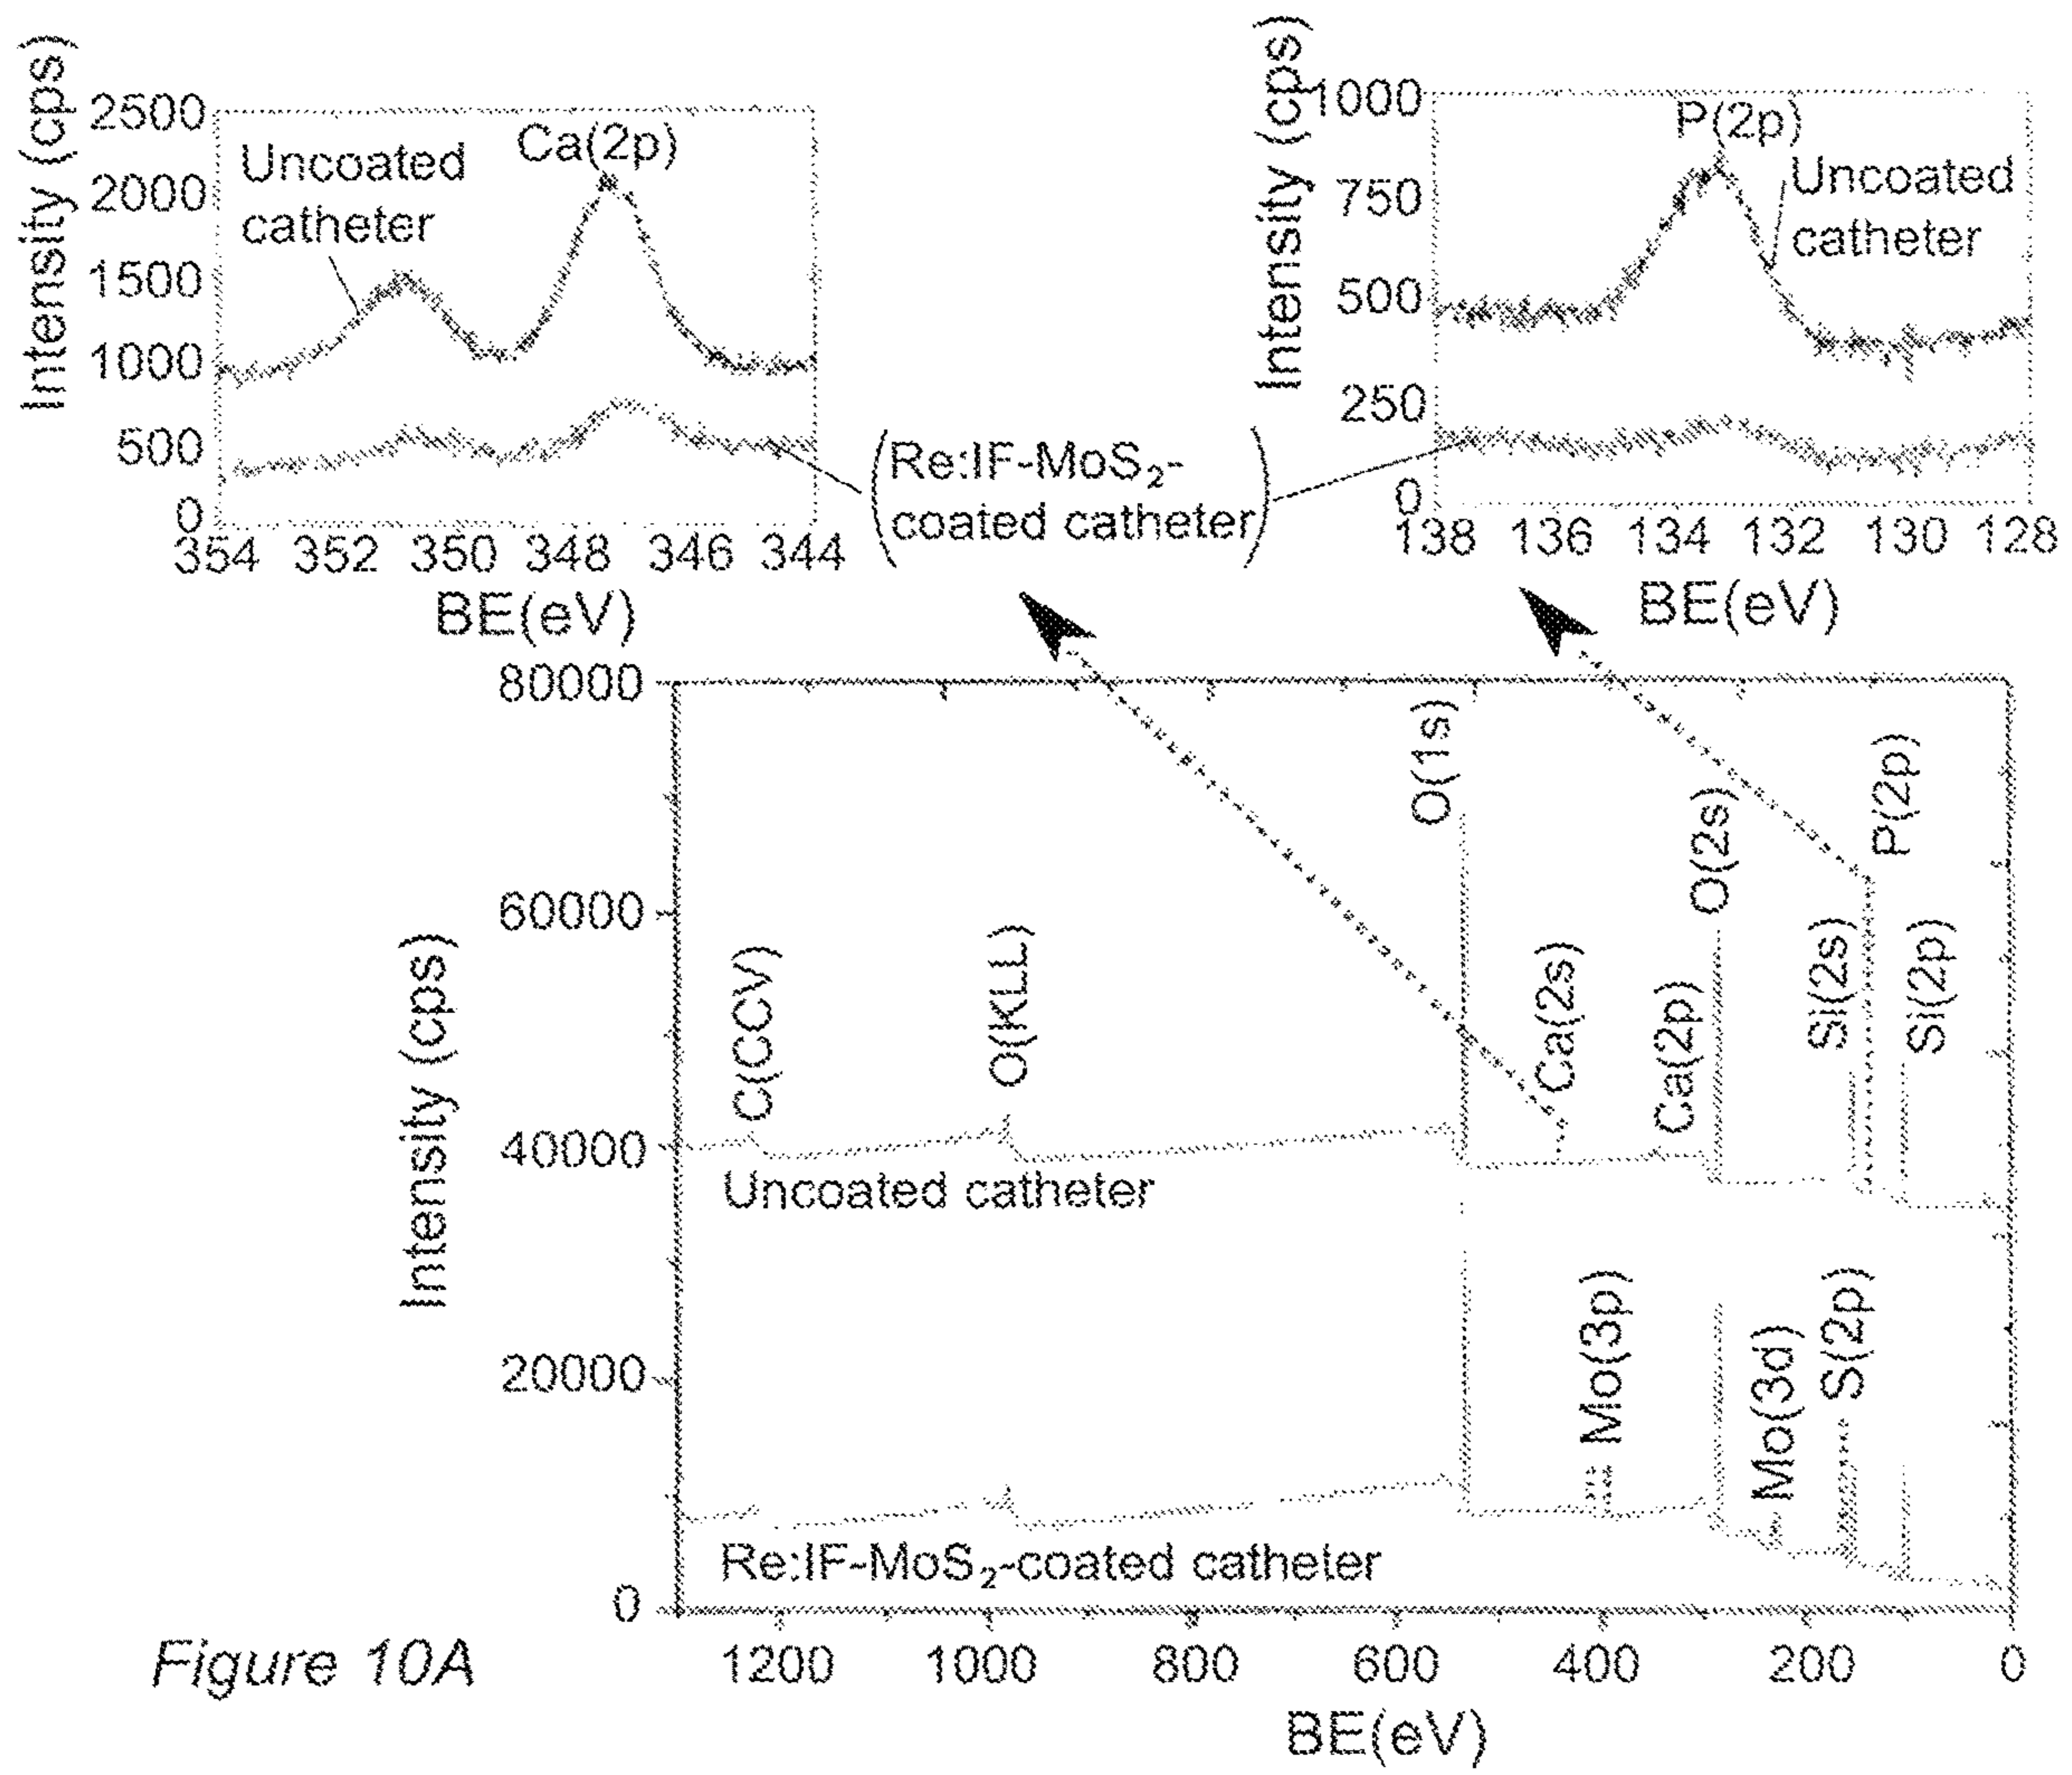 Intensity (cps)
2500
2000
1500
1000
500
0
Uncoated
catheter
Ca(2p)
354 352 350 348 346 344
BE(eV)
(Re:IF-MoS₂-
coated catheter)
Intensity (cps)
1000
750
500
250
0
P(2p)
Uncoated
catheter
138 136 134 132 130 128
BE(eV)
Intensity (cps)
80000
60000
40000
20000
0
C(CCV)
O(KLL)
O(1s)
Ca(2s)
Ca(2p)
O(2s)
Si(2s)
P(2p)
Si(2p)
Uncoated catheter
Mo(3p)
Mo(3d)
S(2p)
Re:IF-MoS₂-coated catheter
1200 1000 800 600 400 200 0
BE(eV)
Figure 10A